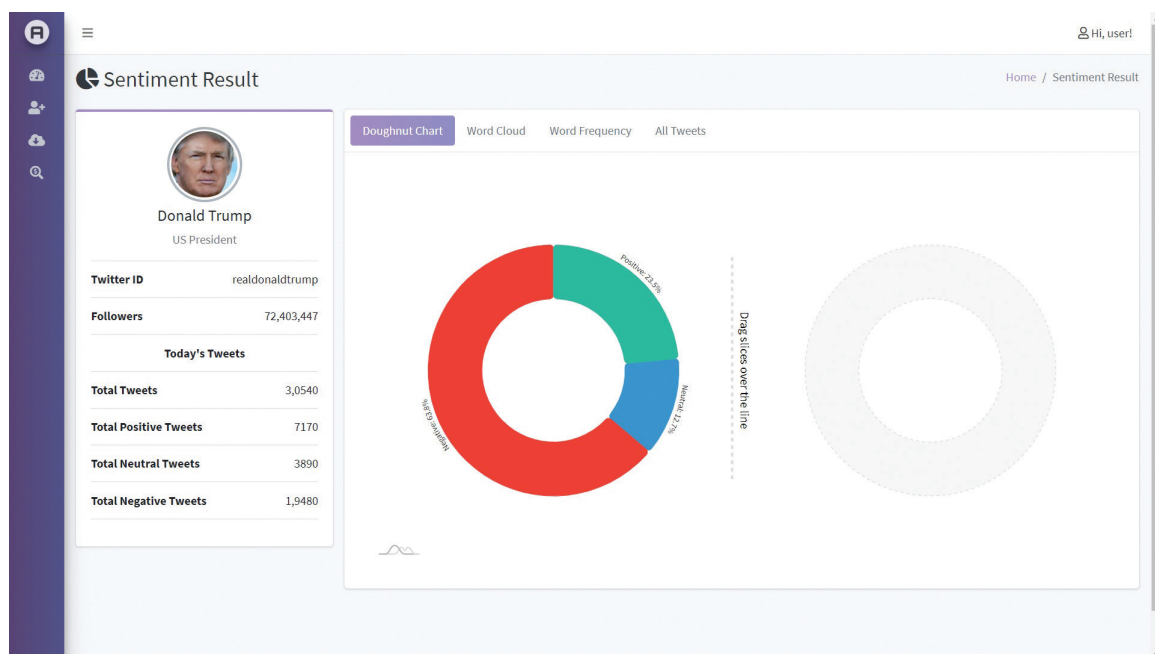 A
Hi, user!
Sentiment Result
Home / Sentiment Result
Donald Trump
US President
Twitter ID realdonaldtrump
Followers 72,403,447
Today's Tweets
Total Tweets 3,0540
Total Positive Tweets 7170
Total Neutral Tweets 3890
Total Negative Tweets 1,9480
Doughnut Chart Word Cloud Word Frequency All Tweets
Positive: 23.5%
Neutral: 12.7%
Negative: 63.8%
Drag slices over the line